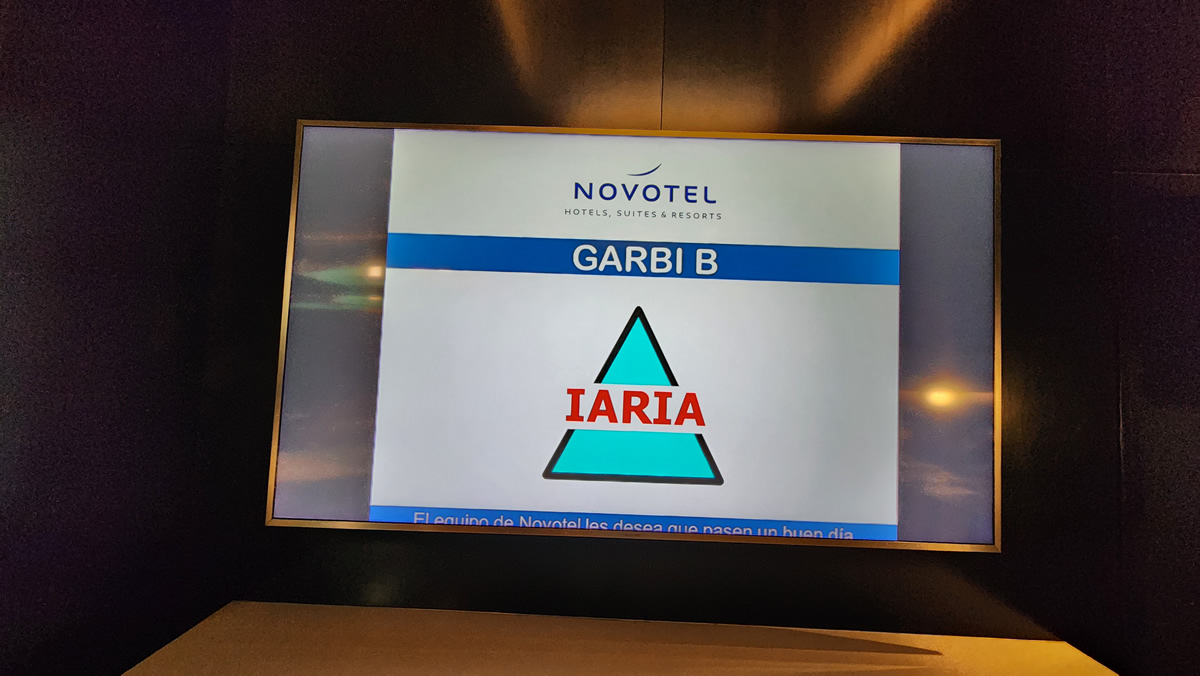 NOVOTEL
HOTELS, SUITES & RESORTS
GARBI B
IARIA
El equipo de Novotel les desea que pasen un buen día